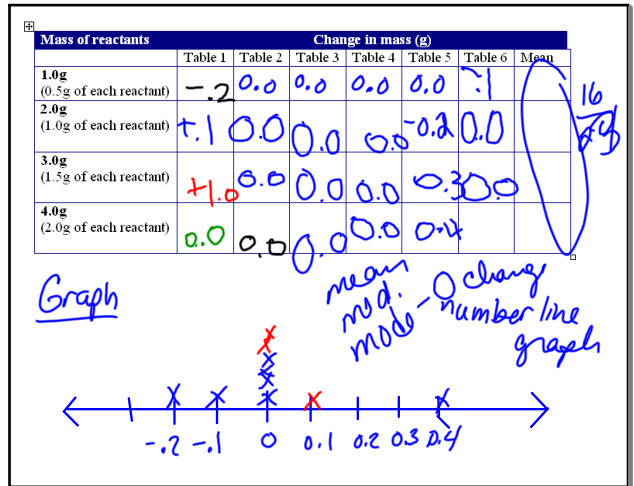 Mass of reactants Change in mass (g)
Table 1 Table 2 Table 3 Table 4 Table 5 Table 6 Mean
1.0g
(0.5g of each reactant) -.2 0.0 0.0 0.0 0.0 -.1
2.0g
(1.0g of each reactant) +.1 0.0 0.0 0.0 -0.2 0.0
3.0g
(1.5g of each reactant) +1.0 0.0 0.0 0.0 0.3 0.0
4.0g
(2.0g of each reactant) 0.0 0.0 0.0 0.0 0.4
16
Graph
mean
mod.
mode - 0 change
number line
graph
x x x x x x x x x
-.2 -.1 0 0.1 0.2 0.3 0.4